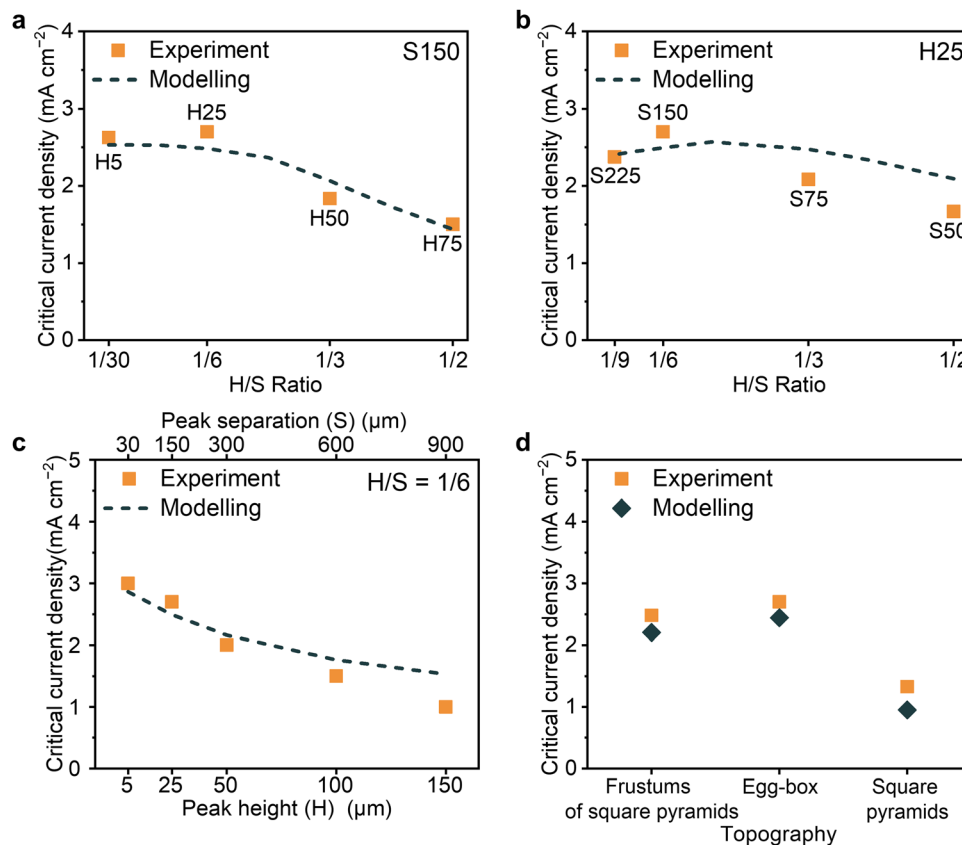 a
Critical current density (mA cm⁻²)
4
3
2
1
0
Experiment
Modelling
S150
H5
H25
H50
H75
1/30
1/6
1/3
1/2
H/S Ratio
b
Critical current density (mA cm⁻²)
4
3
2
1
0
Experiment
Modelling
H25
S225
S150
S75
S50
1/9
1/6
1/3
1/2
H/S Ratio
c
Peak separation (S) (μm)
30 150 300 600 900
Critical current density(mA cm⁻²)
5
4
3
2
1
0
Experiment
Modelling
H/S = 1/6
5 25 50 100 150
Peak height (H) (μm)
d
Critical current density (mA cm⁻²)
5
4
3
2
1
0
Experiment
Modelling
Frustums
of square pyramids
Egg-box
Square
pyramids
Topography